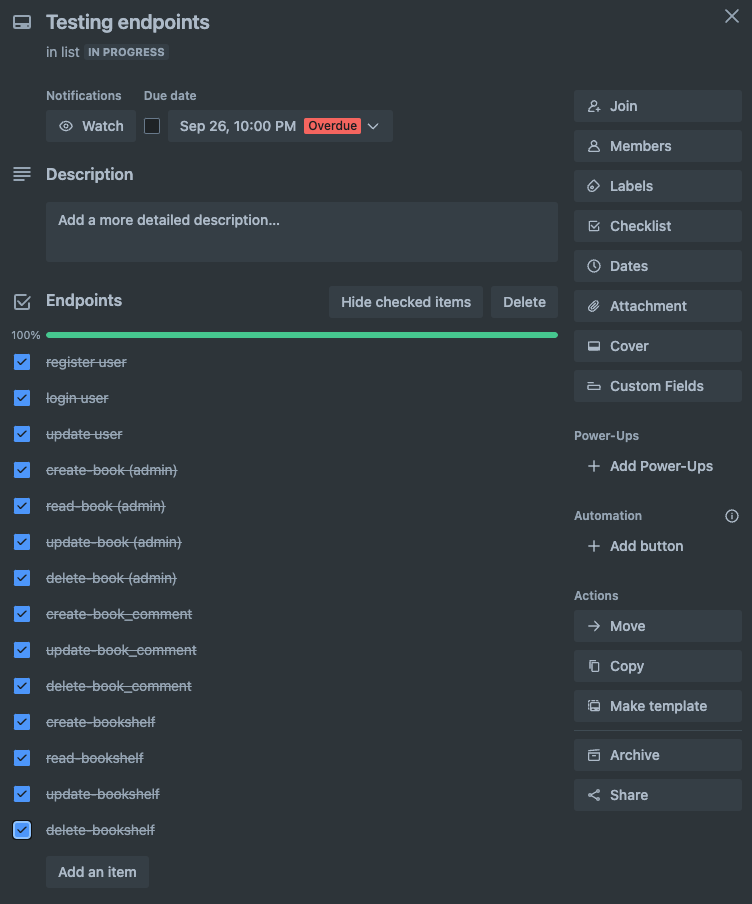 Testing endpoints
in list IN PROGRESS
Notifications
Due date
Watch
Sep 26, 10:00 PM Overdue
Description
Add a more detailed description...
Endpoints
Hide checked items
Delete
100%
register user
login user
update user
create-book (admin)
read-book (admin)
update-book (admin)
delete-book (admin)
create-book_comment
update-book_comment
delete-book_comment
create-bookshelf
read-bookshelf
update-bookshelf
delete-bookshelf
Add an item
Join
Members
Labels
Checklist
Dates
Attachment
Cover
Custom Fields
Power-Ups
Add Power-Ups
Automation
Add button
Actions
Move
Copy
Make template
Archive
Share